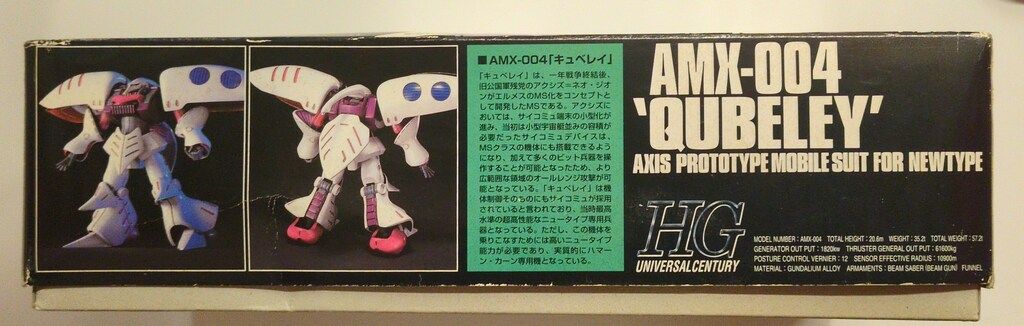 ■AMX-004「キュベレイ」
「キュベレイ」は、一年戦争終結後、
旧公国軍残党のアクシズ=ネオ・ジオ
ンがエルメスのMS化をコンセプトと
して開発したMSである。アクシズに
おいては、サイコミュ端末の小型化が
進み、当初は小型宇宙艇並みの容積が
必要だったサイコミュデバイスは、
MSクラスの機体にも搭載できるよう
になり、加えて多くのビット兵器を操
作することが可能となったため、より
広範囲な領域のオールレンジ攻撃が可
能となっている。「キュベレイ」は機
体制御そのものにもサイコミュが採用
されていると言われており、当時最高
水準の超高性能なニュータイプ専用兵
器となっている。ただし、この機体を
乗りこなすためには高いニュータイプ
能力が必要であり、実質的にハマー
ン・カーン専用機となっている。
AMX-004
'QUBELEY'
AXIS PROTOTYPE MOBILE SUIT FOR NEWTYPE
HG
UNIVERSAL CENTURY
MODEL NUMBER : AMX-004 TOTAL HEIGHT : 20.6m WEIGHT : 35.2t TOTAL WEIGHT : 57.2t
GENERATOR OUT PUT : 1820kw THRUSTER GENERAL OUT PUT : 61600kg
POSTURE CONTROL VERNIER : 12 SENSOR EFFECTIVE RADIUS : 10900m
MATERIAL : GUNDALIUM ALLOY ARMAMENTS : BEAM SABER (BEAM GUN) FUNNEL